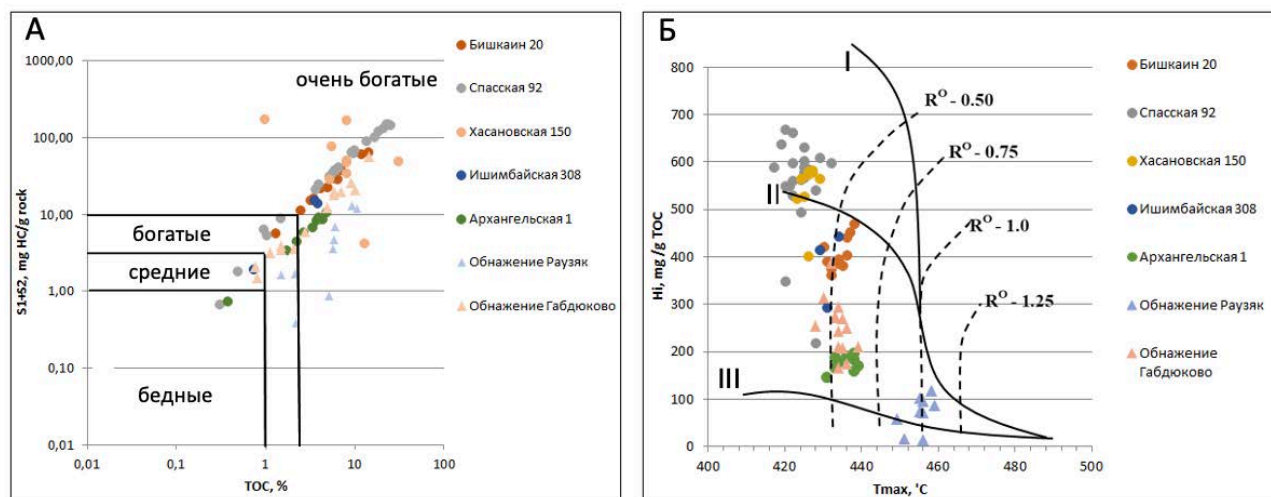 А
1000,00
100,00
10,00
1,00
0,10
0,01
S1+S2, mg HC/g rock
очень богатые
богатые
средние
бедные
0,01
0,1
1
10
100
TOC, %
Бишкаин 20
Спасская 92
Хасановская 150
Ишимбайская 308
Архангельская 1
Обнажение Раузяк
Обнажение Габдюково
Б
800
700
600
500
400
300
200
100
0
Hi, mg /g TOC
I
II
III
R^O - 0.50
R^O - 0.75
R^O - 1.0
R^O - 1.25
400
420
440
460
480
500
Tmax, 'C
Бишкаин 20
Спасская 92
Хасановская 150
Ишимбайская 308
Архангельская 1
Обнажение Раузяк
Обнажение
Габдюково